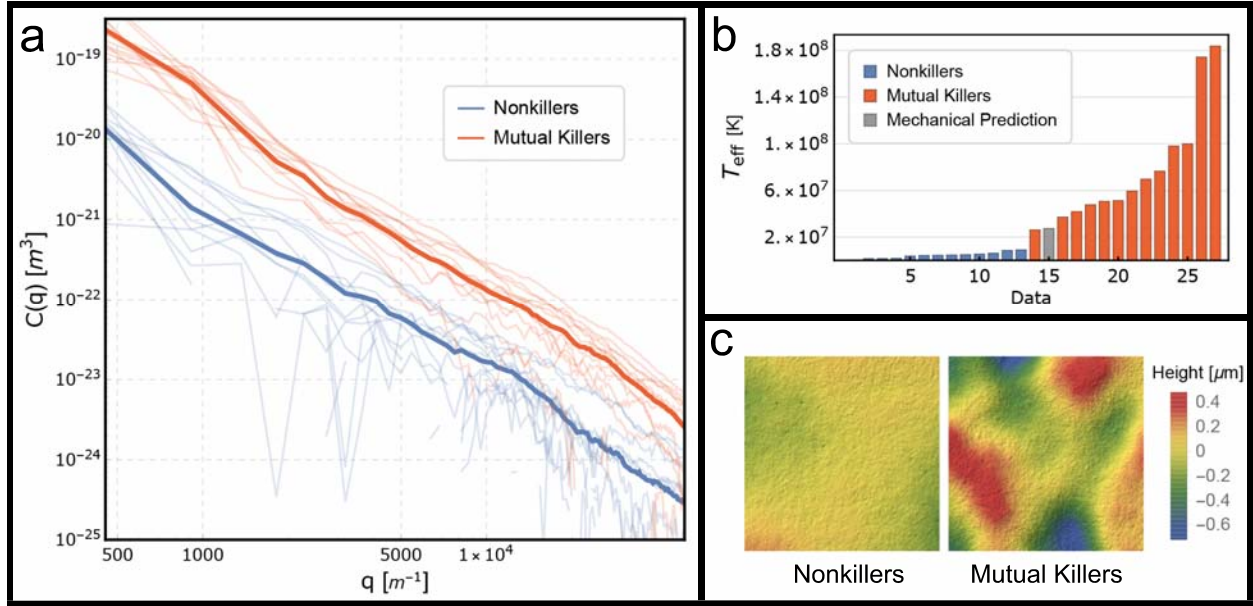 a
C(q) [m³]
10⁻¹⁹
10⁻²⁰
10⁻²¹
10⁻²²
10⁻²³
10⁻²⁴
10⁻²⁵
Nonkillers
Mutual Killers
500 1000 5000 1×10⁴
q [m⁻¹]
b
T_eff [K]
1.8×10⁸
1.4×10⁸
1.×10⁸
6×10⁷
2.×10⁷
Nonkillers
Mutual Killers
Mechanical Prediction
5 10 15 20 25
Data
c
Height [μm]
0.4
0.2
0
−0.2
−0.4
−0.6
Nonkillers Mutual Killers